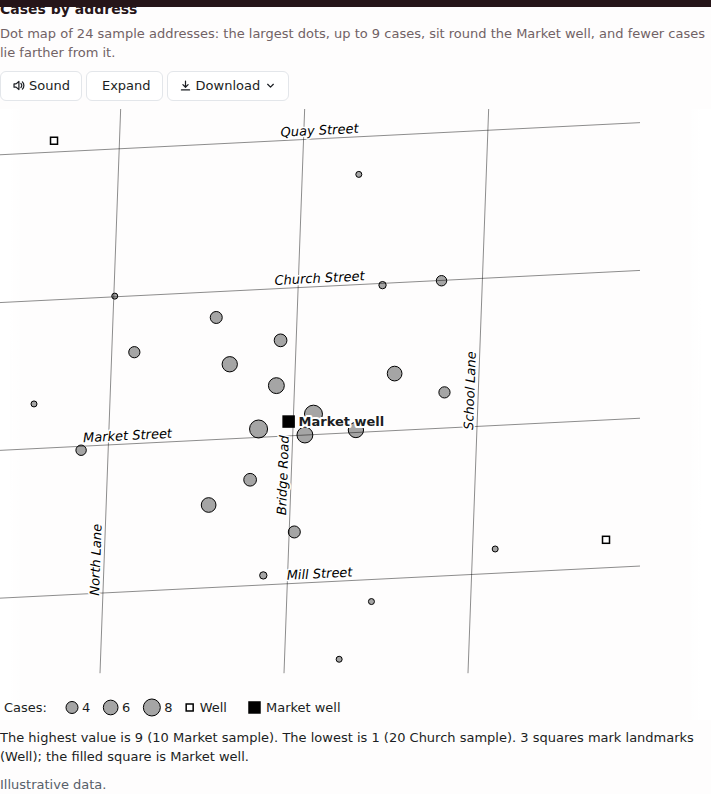 Cases by address
Dot map of 24 sample addresses: the largest dots, up to 9 cases, sit round the Market well, and fewer cases
lie farther from it.
Sound Expand Download
Quay Street
Church Street
School Lane
Market well
Market Street
Bridge Road
North Lane
Mill Street
Cases: 4 6 8 Well Market well
The highest value is 9 (10 Market sample). The lowest is 1 (20 Church sample). 3 squares mark landmarks
(Well); the filled square is Market well.
Illustrative data.